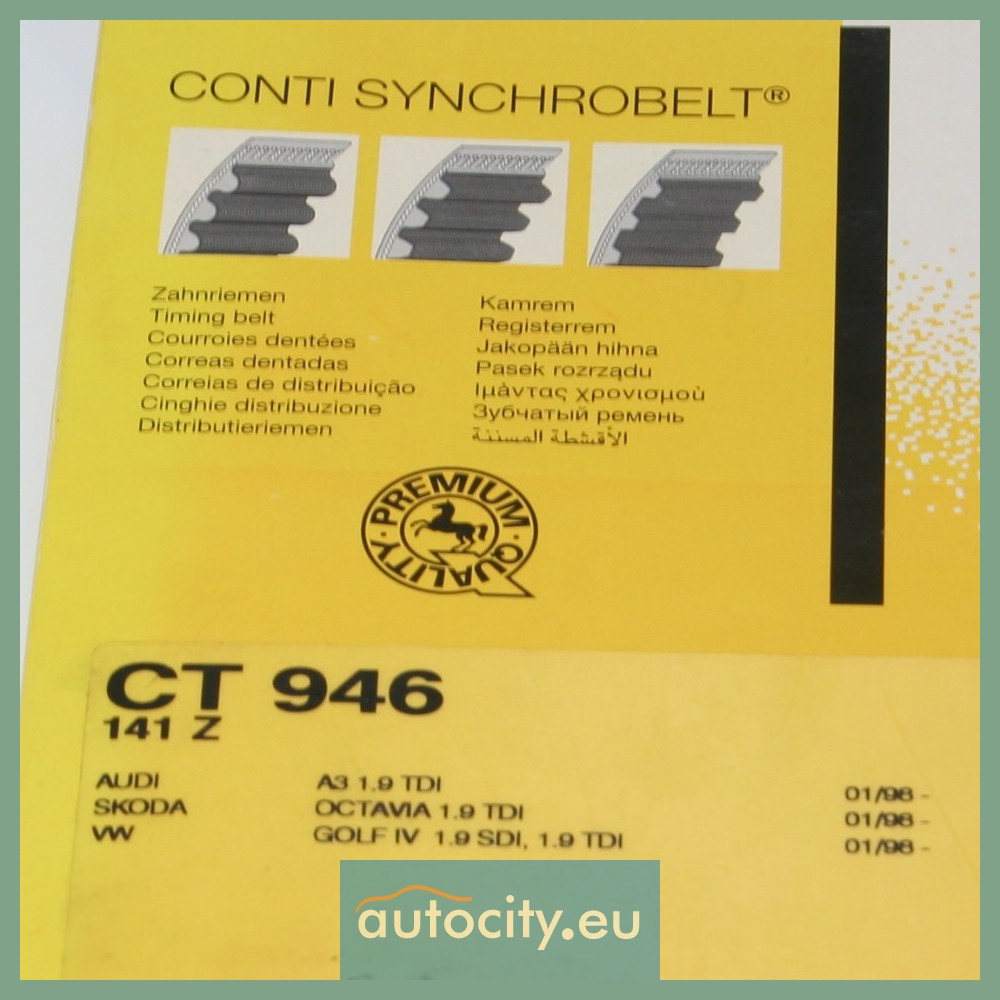 CONTI SYNCHROBELT®
Zahnriemen
Timing belt
Courroies dentées
Correas dentadas
Correias de distribuição
Cinghie distribuzione
Distributieriemen
Kamrem
Registerrem
Jakopään hihna
Pasek rozrządu
Ιμàντας χρονισμοù
Зубчатый ремень
الأقشطة المسننة
PREMIUM · QUALITY ·
CT 946
141 Z
AUDI A3 1.9 TDI 01/98 -
SKODA OCTAVIA 1.9 TDI 01/98 -
VW GOLF IV 1.9 SDI, 1.9 TDI 01/98 -
autocity.eu